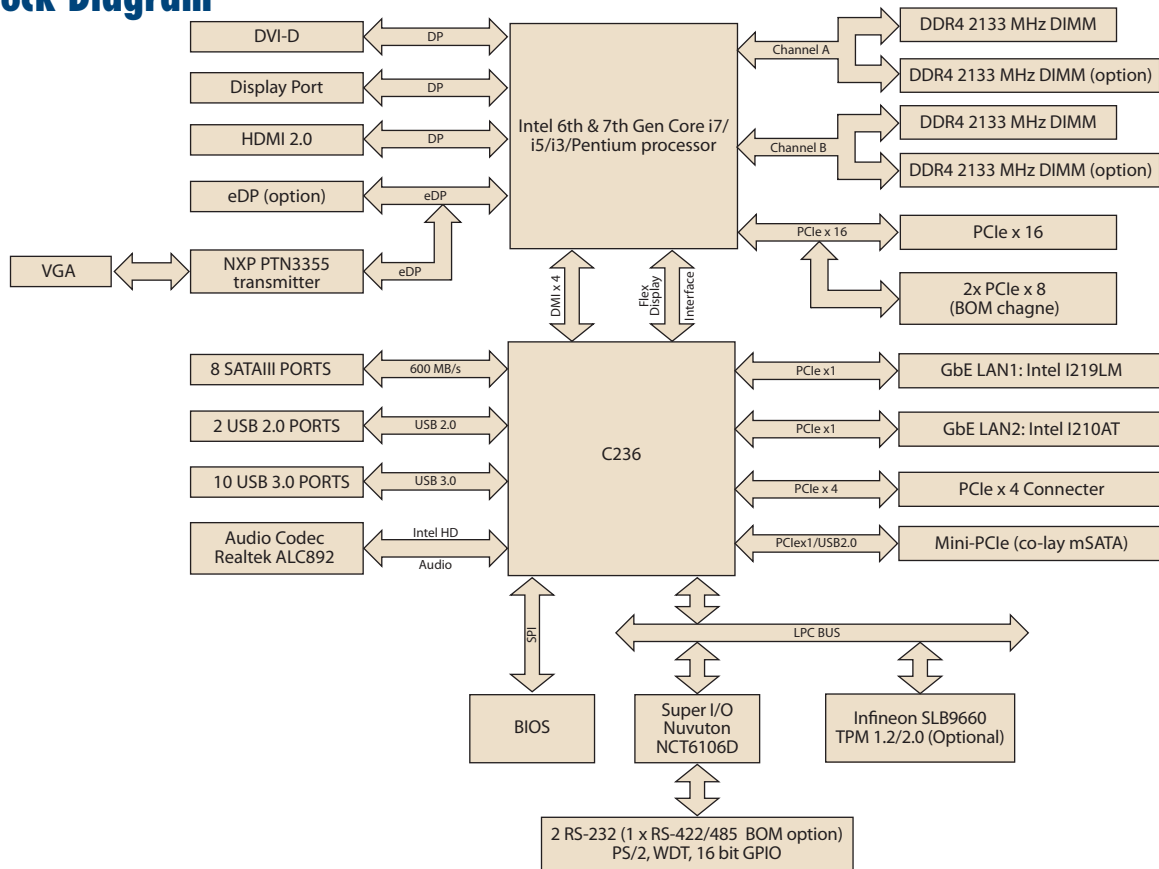 ock Diagram
DVI-D
DP
Display Port
DP
HDMI 2.0
DP
eDP (option)
eDP
VGA
NXP PTN3355
transmitter
eDP
Intel 6th & 7th Gen Core i7/
i5/i3/Pentium processor
Channel A
DDR4 2133 MHz DIMM
DDR4 2133 MHz DIMM (option)
Channel B
DDR4 2133 MHz DIMM
DDR4 2133 MHz DIMM (option)
PCIe x 16
PCIe x 16
2x PCIe x 8
(BOM chagne)
DMI x 4
Flex
Display
Interface
8 SATAIII PORTS
600 MB/s
2 USB 2.0 PORTS
USB 2.0
10 USB 3.0 PORTS
USB 3.0
Audio Codec
Realtek ALC892
Intel HD
Audio
C236
PCIe x1
GbE LAN1: Intel I219LM
PCIe x1
GbE LAN2: Intel I210AT
PCIe x 4
PCIe x 4 Connecter
PCIex1/USB2.0
Mini-PCIe (co-lay mSATA)
SPI
LPC BUS
BIOS
Super I/O
Nuvuton
NCT6106D
Infineon SLB9660
TPM 1.2/2.0 (Optional)
2 RS-232 (1 x RS-422/485 BOM option)
PS/2, WDT, 16 bit GPIO